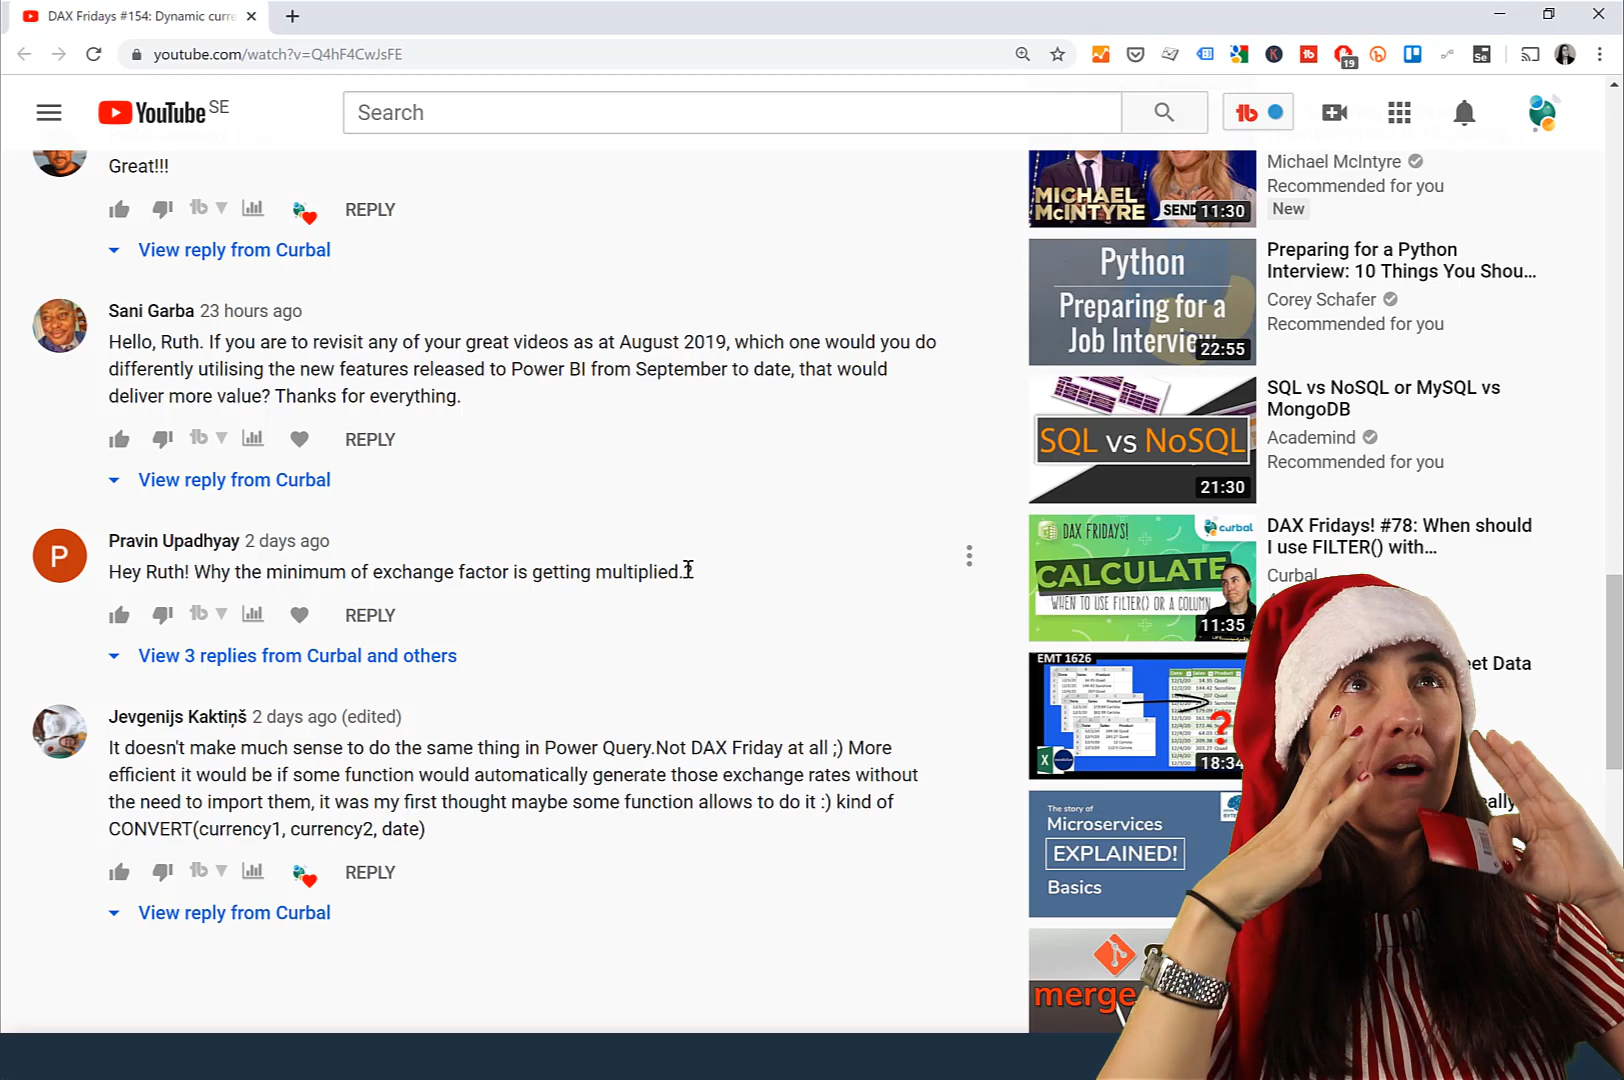 DAX Fridays #154: Dynamic curre
youtube.com/watch?v=Q4hF4CwJsFE
19
Se
YouTube SE
Search
Great!!!
REPLY
View reply from Curbal
Sani Garba 23 hours ago
Hello, Ruth. If you are to revisit any of your great videos as at August 2019, which one would you do
differently utilising the new features released to Power BI from September to date, that would
deliver more value? Thanks for everything.
REPLY
View reply from Curbal
Pravin Upadhyay 2 days ago
P
Hey Ruth! Why the minimum of exchange factor is getting multiplied.
REPLY
View 3 replies from Curbal and others
Jevgenijs Kaktiņš 2 days ago (edited)
It doesn't make much sense to do the same thing in Power Query.Not DAX Friday at all ;) More
efficient it would be if some function would automatically generate those exchange rates without
the need to import them, it was my first thought maybe some function allows to do it :) kind of
CONVERT(currency1, currency2, date)
REPLY
View reply from Curbal
MICHAEL
McINTYRE
SEND
11:30
Michael McIntyre
Recommended for you
New
Python
Preparing for a
Job Interview
22:55
Preparing for a Python
Interview: 10 Things You Shou...
Corey Schafer
Recommended for you
SQL vs NoSQL
21:30
SQL vs NoSQL or MySQL vs
MongoDB
Academind
Recommended for you
DAX FRIDAYS!
curbal
CALCULATE
WHEN TO USE FILTER() OR A COLUMN
11:35
DAX Fridays! #78: When should
I use FILTER() with...
Curbal
EMT 1626
?
18:34
eet Data
The story of
Microservices
EXPLAINED!
Basics
merge